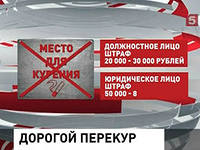 5
МЕСТО
ДЛЯ
КУРЕНИЯ
ДОЛЖНОСТНОЕ ЛИЦО
ШТРАФ
20 000 - 30 000 РУБЛЕЙ
ЮРИДИЧЕСКОЕ ЛИЦО
ШТРАФ
50 000 - 8
ДОРОГОЙ ПЕРЕКУР